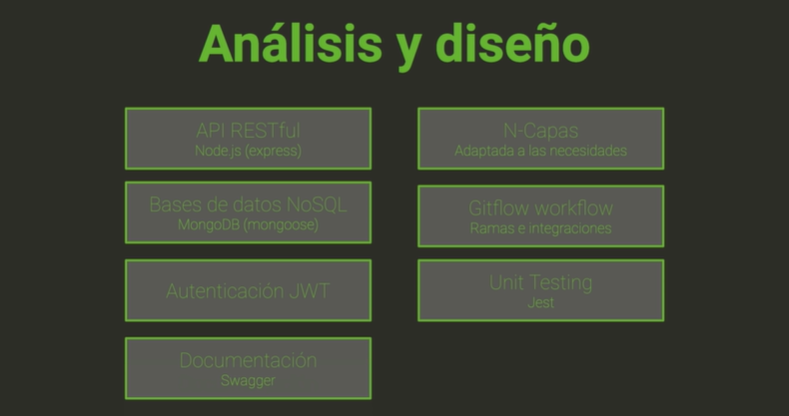 Análisis y diseño
API RESTful
Node.js (express)
Bases de datos NoSQL
MongoDB (mongoose)
Autenticación JWT
Documentación
Swagger
N-Capas
Adaptada a las necesidades
Gitflow workflow
Ramas e integraciones
Unit Testing
Jest